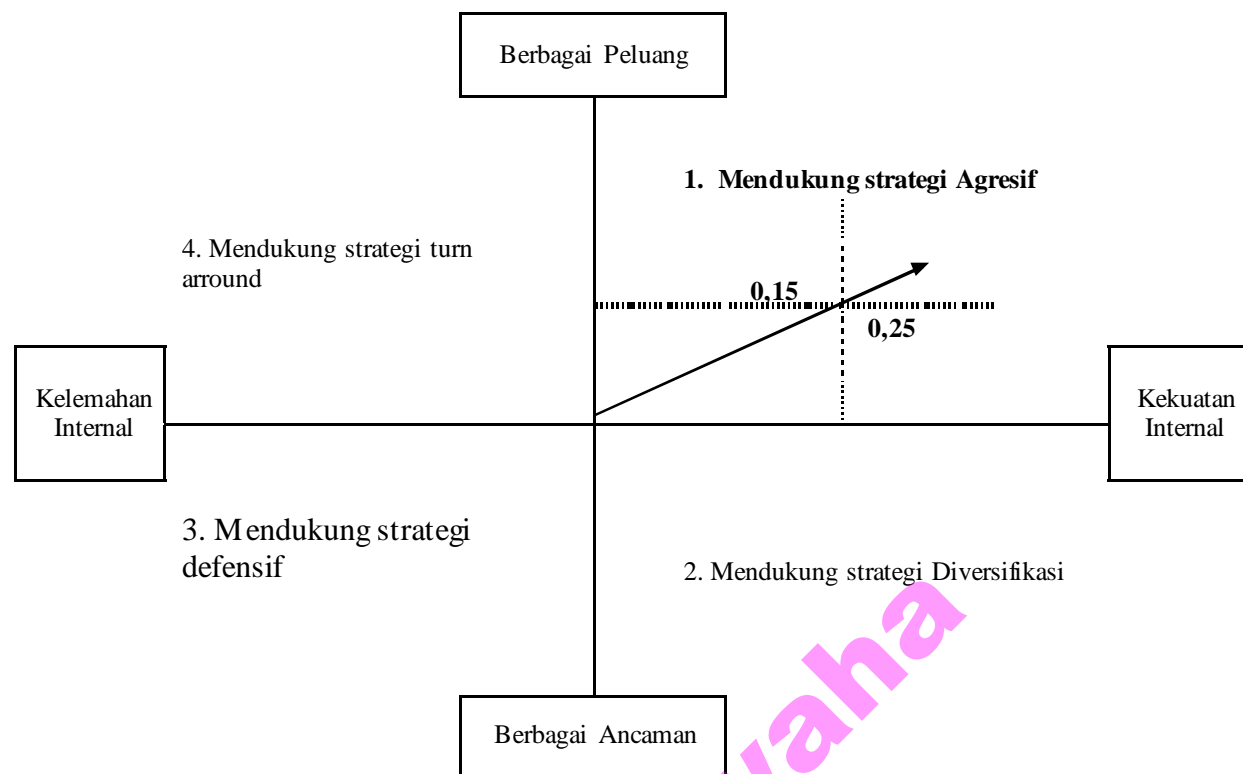 Berbagai Peluang
1. Mendukung strategi Agresif
4. Mendukung strategi turn
arround
0,15
0,25
Kelemahan
Internal
Kekuatan
Internal
3. Mendukung strategi
defensif
2. Mendukung strategi Diversifikasi
Berbagai Ancaman